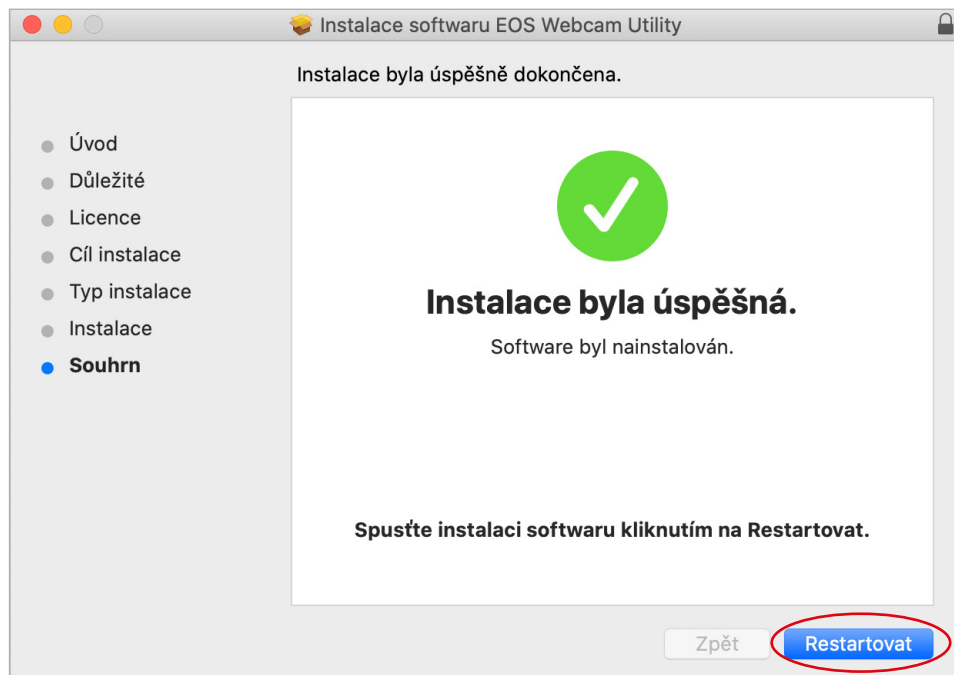 Instalace softwaru EOS Webcam Utility
Instalace byla úspěšně dokončena.
Úvod
Důležité
Licence
Cíl instalace
Typ instalace
Instalace
Souhrn
Instalace byla úspěšná.
Software byl nainstalován.
Spusťte instalaci softwaru kliknutím na Restartovat.
Zpět
Restartovat